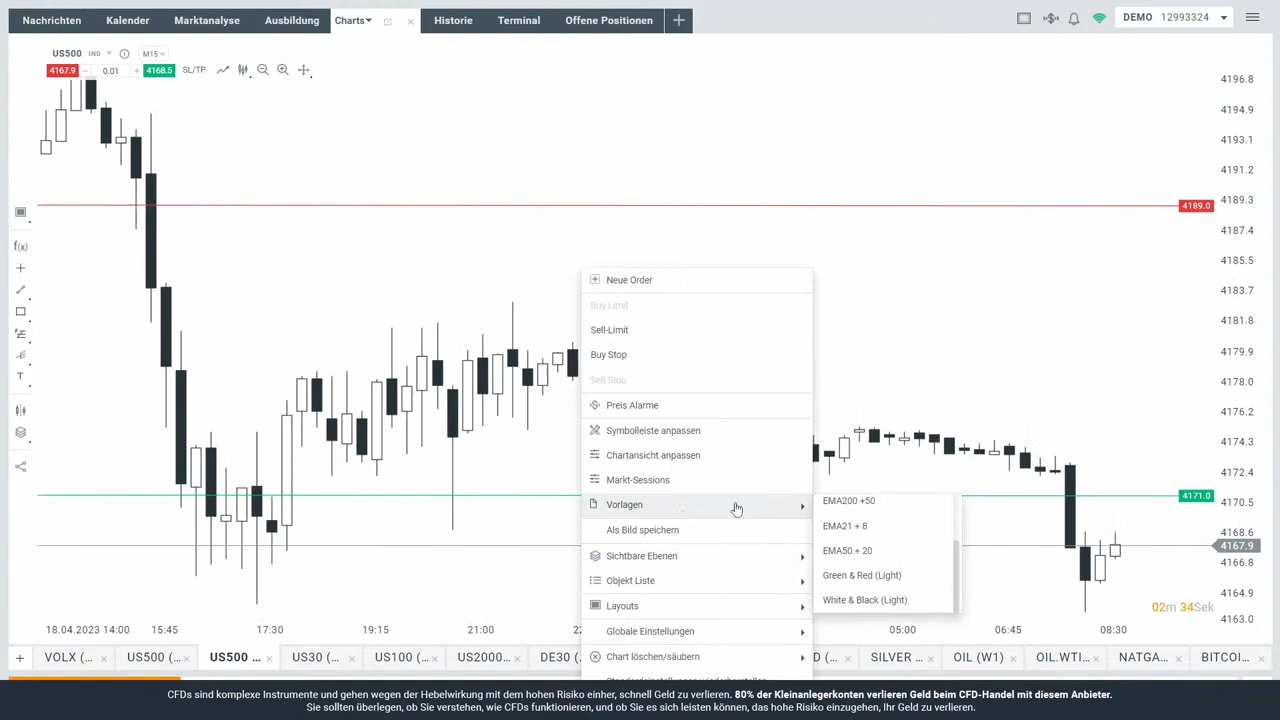 Nachrichten Kalender Marktanalyse Ausbildung Charts Historie Terminal Offene Positionen DEMO 12993324
US500 IND M15
4167.9 0.01 4168.5 SL/TP
4196.8
4194.9
4193.1
4191.2
4189.3
4189.0
4187.4
4185.5
4183.7
4181.8
4179.9
4178.0
4176.2
4174.3
4172.4
4171.0
4170.5
4168.6
4167.9
4166.8
4164.9
4163.0
f(x)
T
Neue Order
Buy Limit
Sell-Limit
Buy Stop
Sell Stop
Preis Alarme
Symbolleiste anpassen
Chartansicht anpassen
Markt-Sessions
Vorlagen
Als Bild speichern
Sichtbare Ebenen
Objekt Liste
Layouts
Globale Einstellungen
Chart löschen/säubern
EMA200 +50
EMA21 + 8
EMA50 + 20
Green & Red (Light)
White & Black (Light)
02m 34Sek
18.04.2023 14:00 15:45 17:30 19:15 21:00 05:00 06:45 08:30
VOLX (... US500 (... US500 ... US30 (... US100 (... US2000... DE30 (... SILVER ... OIL (W1) OIL.WTI... NATGA... BITCOI...
CFDs sind komplexe Instrumente und gehen wegen der Hebelwirkung mit dem hohen Risiko einher, schnell Geld zu verlieren. 80% der Kleinanlegerkonten verlieren Geld beim CFD-Handel mit diesem Anbieter.
Sie sollten überlegen, ob Sie verstehen, wie CFDs funktionieren, und ob Sie es sich leisten können, das hohe Risiko einzugehen, Ihr Geld zu verlieren.